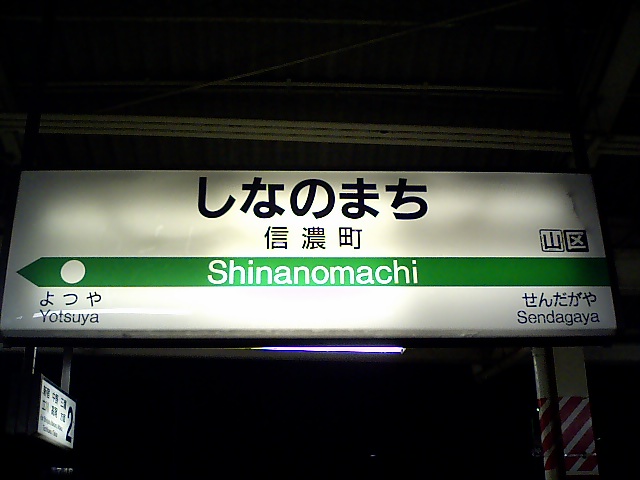 しなのまち
信濃町
山 区
Shinanomachi
よつや
Yotsuya
せんだがや
Sendagaya
2